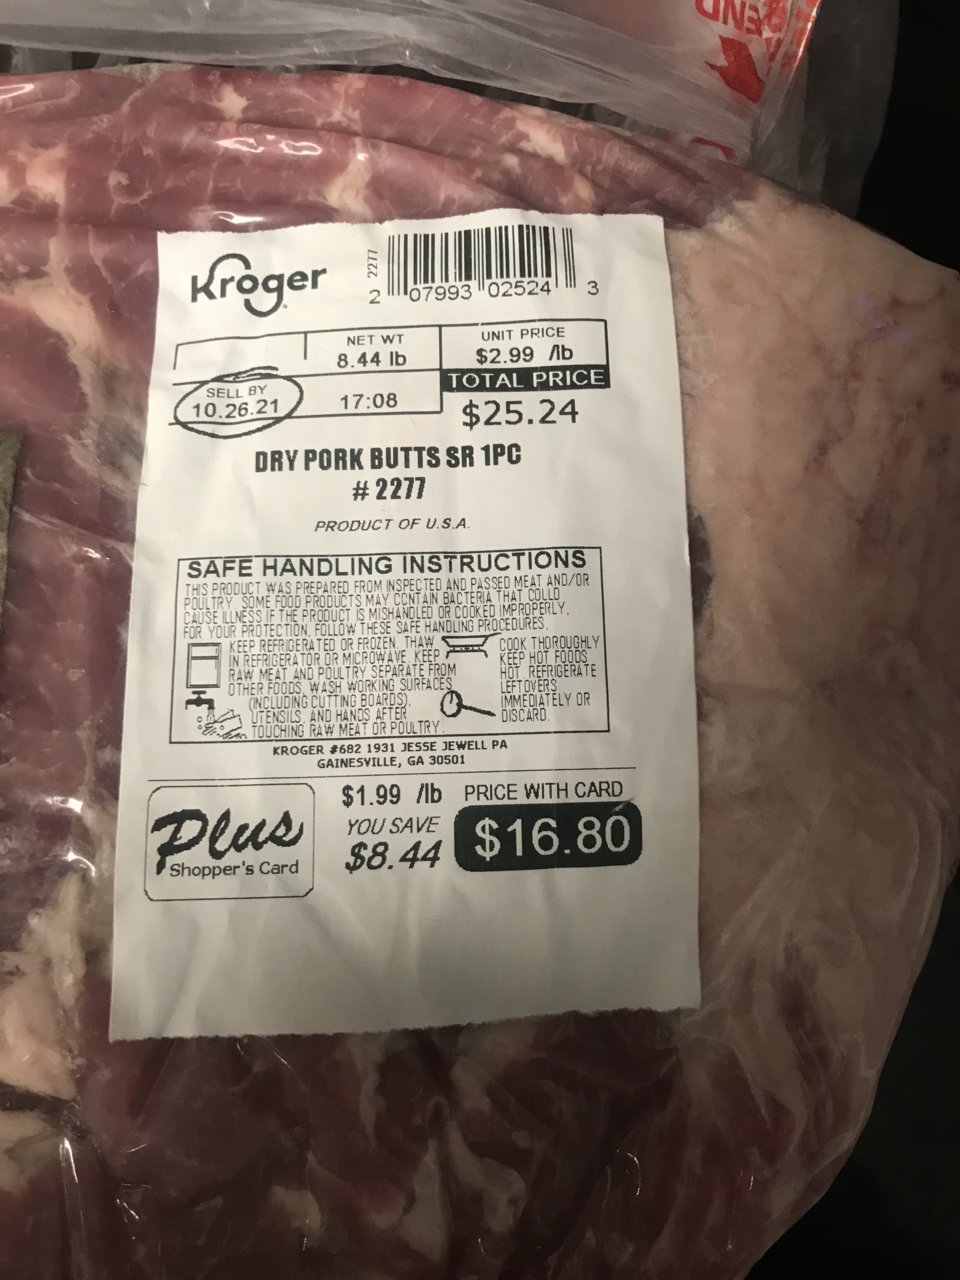 END
Kroger
2277
2 07993 02524 3
NET WT
8.44 lb
UNIT PRICE
$2.99 /lb
SELL BY
10.26.21
17:08
TOTAL PRICE
$25.24
DRY PORK BUTTS SR 1PC
# 2277
PRODUCT OF U.S.A.
SAFE HANDLING INSTRUCTIONS
THIS PRODUCT WAS PREPARED FROM INSPECTED AND PASSED MEAT AND/OR
POULTRY. SOME FOOD PRODUCTS MAY CONTAIN BACTERIA THAT COULD
CAUSE ILLNESS IF THE PRODUCT IS MISHANDLED OR COOKED IMPROPERLY.
FOR YOUR PROTECTION, FOLLOW THESE SAFE HANDLING PROCEDURES.
KEEP REFRIGERATED OR FROZEN. THAW
IN REFRIGERATOR OR MICROWAVE. KEEP
RAW MEAT AND POULTRY SEPARATE FROM
OTHER FOODS. WASH WORKING SURFACES
(INCLUDING CUTTING BOARDS),
UTENSILS, AND HANDS AFTER
TOUCHING RAW MEAT OR POULTRY.
COOK THOROUGHLY
KEEP HOT FOODS
HOT. REFRIGERATE
LEFTOVERS
IMMEDIATELY OR
DISCARD.
KROGER #682 1931 JESSE JEWELL PA
GAINESVILLE, GA 30501
Plus
Shopper's Card
$1.99 /lb
YOU SAVE
$8.44
PRICE WITH CARD
$16.80